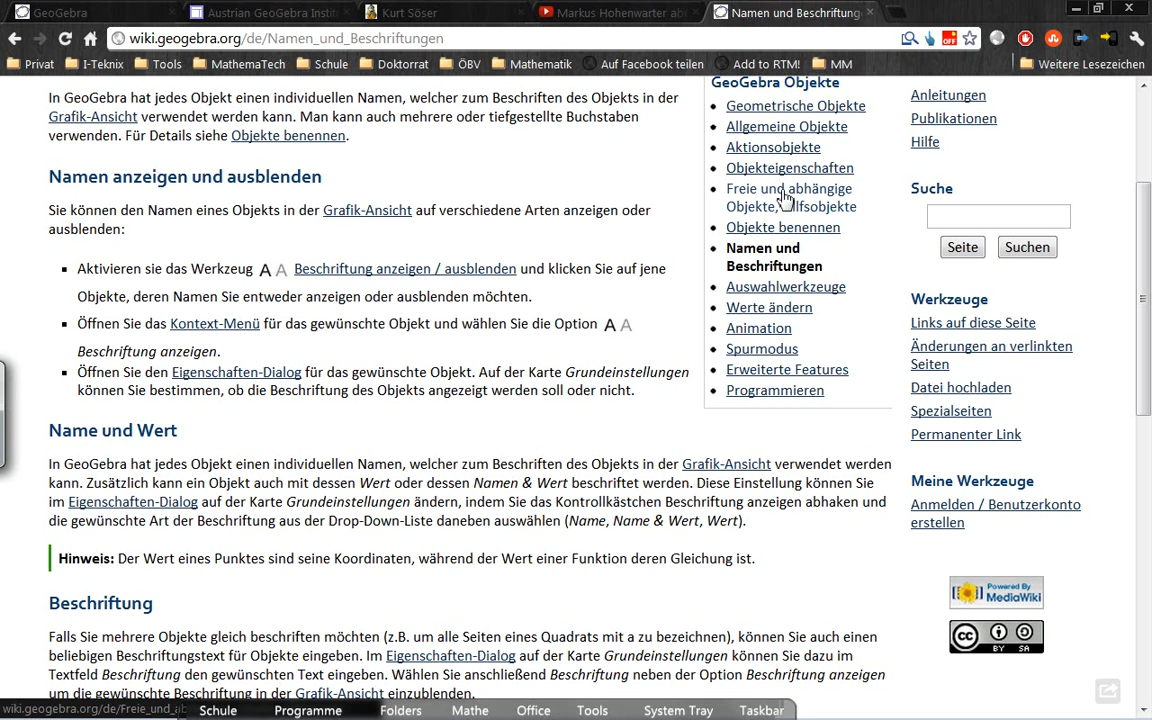 GeoGebra
Austrian GeoGebra Instit
Kurt Söser
Markus Hohenwarter ab
Namen und Beschriftung
wiki.geogebra.org/de/Namen_und_Beschriftungen
OFF
Privat I-Teknix Tools MathemaTech Schule Doktorrat ÖBV Mathematik Auf Facebook teilen Add to RTM! MM Weitere Lesezeichen
In GeoGebra hat jedes Objekt einen individuellen Namen, welcher zum Beschriften des Objekts in der
Grafik-Ansicht verwendet werden kann. Man kann auch mehrere oder tiefgestellte Buchstaben
verwenden. Für Details siehe Objekte benennen.
Namen anzeigen und ausblenden
Sie können den Namen eines Objekts in der Grafik-Ansicht auf verschiedene Arten anzeigen oder
ausblenden:
Aktivieren sie das Werkzeug A A Beschriftung anzeigen / ausblenden und klicken Sie auf jene
Objekte, deren Namen Sie entweder anzeigen oder ausblenden möchten.
Öffnen Sie das Kontext-Menü für das gewünschte Objekt und wählen Sie die Option A A
Beschriftung anzeigen.
Öffnen Sie den Eigenschaften-Dialog für das gewünschte Objekt. Auf der Karte Grundeinstellungen
können Sie bestimmen, ob die Beschriftung des Objekts angezeigt werden soll oder nicht.
Name und Wert
In GeoGebra hat jedes Objekt einen individuellen Namen, welcher zum Beschriften des Objekts in der Grafik-Ansicht verwendet werden
kann. Zusätzlich kann ein Objekt auch mit dessen Wert oder dessen Namen & Wert beschriftet werden. Diese Einstellung können Sie
im Eigenschaften-Dialog auf der Karte Grundeinstellungen ändern, indem Sie das Kontrollkästchen Beschriftung anzeigen abhaken und
die gewünschte Art der Beschriftung aus der Drop-Down-Liste daneben auswählen (Name, Name & Wert, Wert).
Hinweis: Der Wert eines Punktes sind seine Koordinaten, während der Wert einer Funktion deren Gleichung ist.
Beschriftung
Falls Sie mehrere Objekte gleich beschriften möchten (z.B. um alle Seiten eines Quadrats mit a zu bezeichnen), können Sie auch einen
beliebigen Beschriftungstext für Objekte eingeben. Im Eigenschaften-Dialog auf der Karte Grundeinstellungen können Sie dazu im
Textfeld Beschriftung den gewünschten Text eingeben. Wählen Sie anschließend Beschriftung neben der Option Beschriftung anzeigen
um die gewünschte Beschriftung in der Grafik-Ansicht einzublenden.
GeoGebra Objekte
Geometrische Objekte
Allgemeine Objekte
Aktionsobjekte
Objekteigenschaften
Freie und abhängige
Objekte, Hilfsobjekte
Objekte benennen
Namen und
Beschriftungen
Auswahlwerkzeuge
Werte ändern
Animation
Spurmodus
Erweiterte Features
Programmieren
Anleitungen
Publikationen
Hilfe
Suche
Seite Suchen
Werkzeuge
Links auf diese Seite
Änderungen an verlinkten
Seiten
Datei hochladen
Spezialseiten
Permanenter Link
Meine Werkzeuge
Anmelden / Benutzerkonto
erstellen
Powered By
MediaWiki
cc BY SA
wiki.geogebra.org/de/Freie_und_ab
Schule Programme Folders Mathe Office Tools System Tray Taskbar